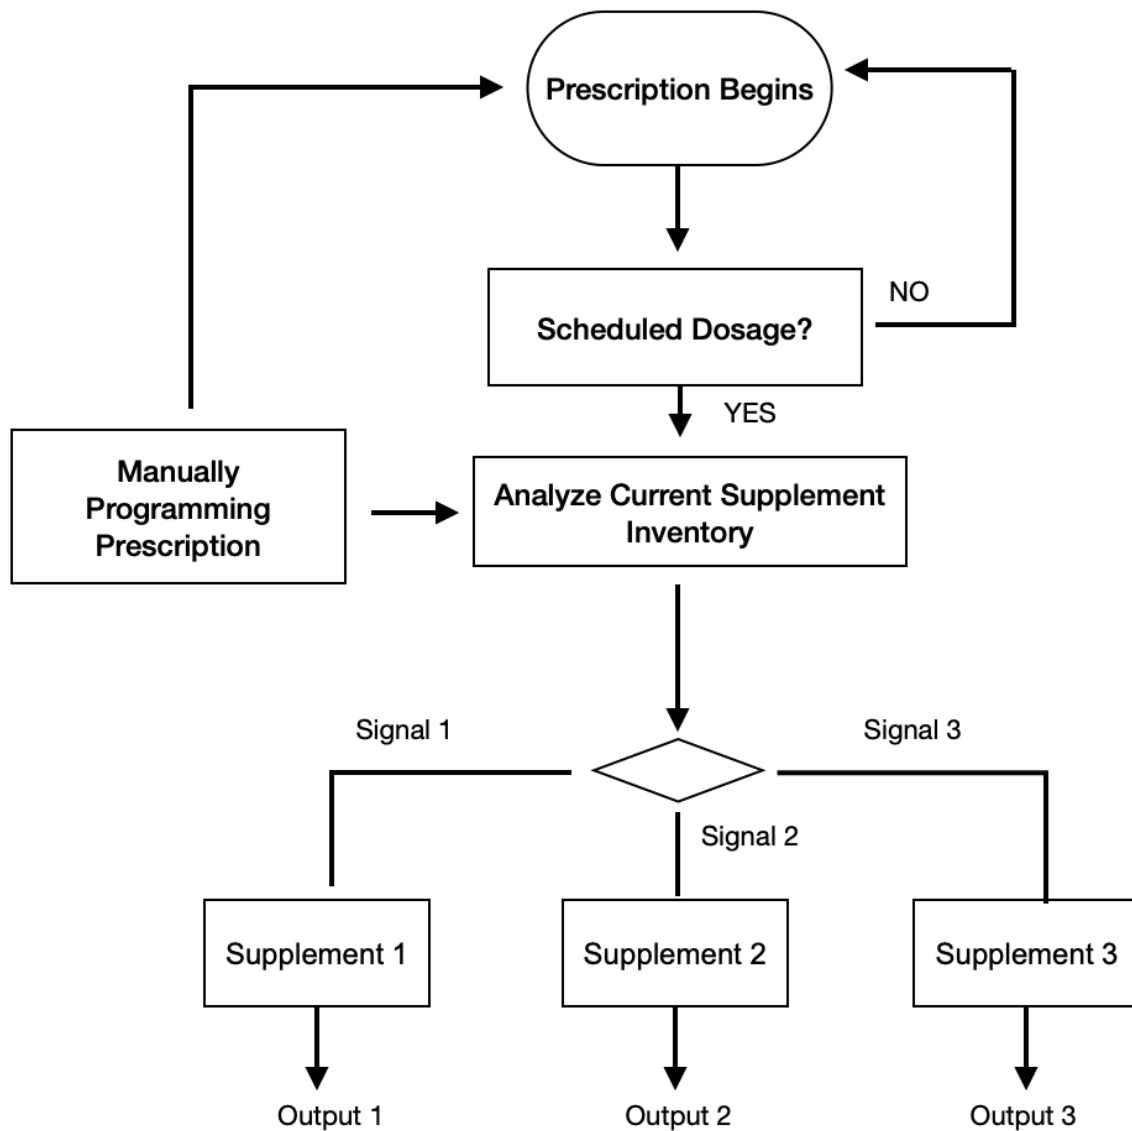 Prescription Begins
NO
Scheduled Dosage?
YES
Manually
Programming
Prescription
Analyze Current Supplement
Inventory
Signal 1
Signal 3
Signal 2
Supplement 1
Supplement 2
Supplement 3
Output 1
Output 2
Output 3